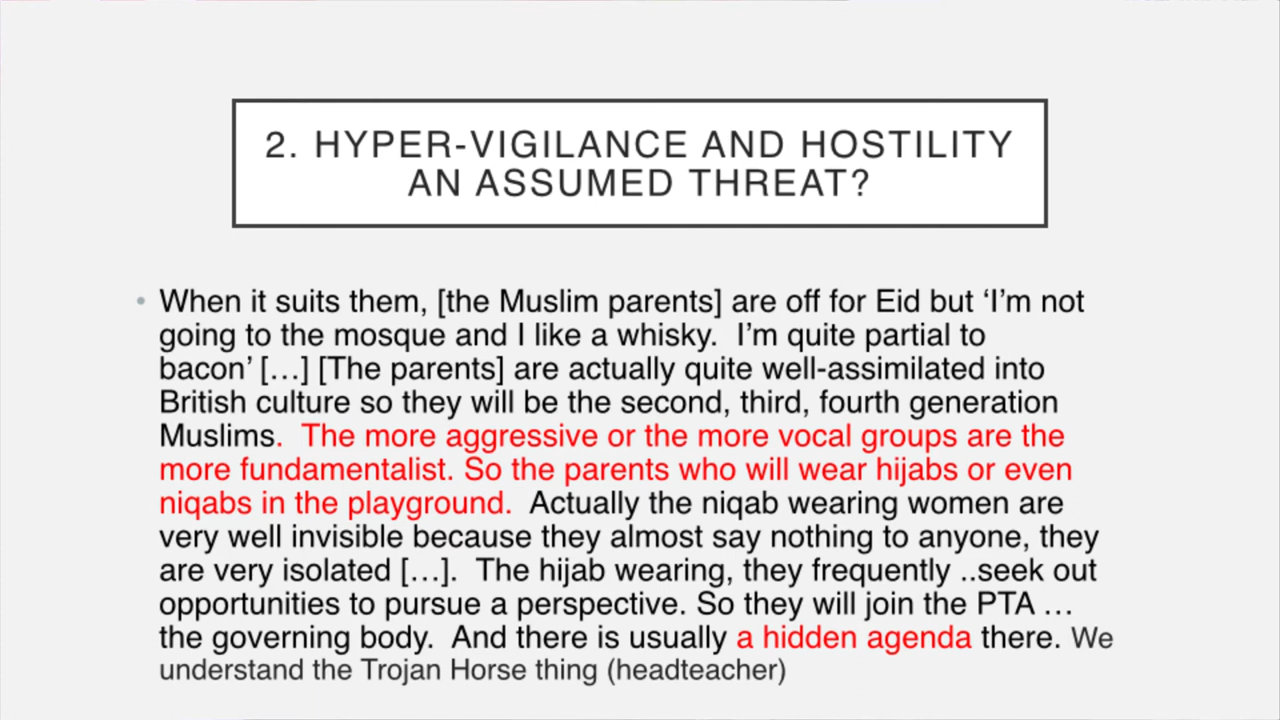 2. HYPER-VIGILANCE AND HOSTILITY
AN ASSUMED THREAT?
• When it suits them, [the Muslim parents] are off for Eid but ‘I’m not
going to the mosque and I like a whisky.  I’m quite partial to
bacon’ […] [The parents] are actually quite well-assimilated into
British culture so they will be the second, third, fourth generation
Muslims.  The more aggressive or the more vocal groups are the
more fundamentalist. So the parents who will wear hijabs or even
niqabs in the playground.  Actually the niqab wearing women are
very well invisible because they almost say nothing to anyone, they
are very isolated […].  The hijab wearing, they frequently ..seek out
opportunities to pursue a perspective. So they will join the PTA …
the governing body.  And there is usually a hidden agenda there. We
understand the Trojan Horse thing (headteacher)